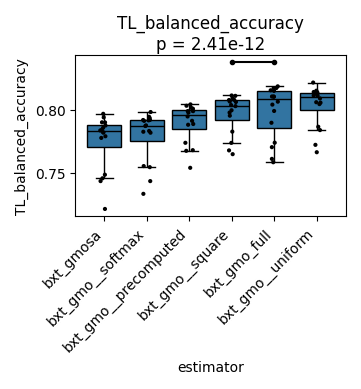 TL_balanced_accuracy
p = 2.41e-12
TL_balanced_accuracy
0.80
0.75
bxt_gmosa
bxt_gmo__softmax
bxt_gmo__precomputed
bxt_gmo__square
bxt_gmo_full
bxt_gmo__uniform
estimator